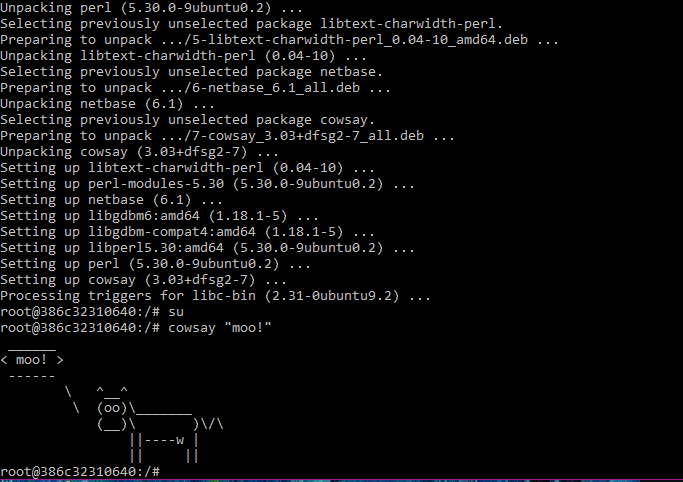 Unpacking perl (5.30.0-9ubuntu0.2) ...
Selecting previously unselected package libtext-charwidth-perl.
Preparing to unpack .../5-libtext-charwidth-perl_0.04-10_amd64.deb ...
Unpacking libtext-charwidth-perl (0.04-10) ...
Selecting previously unselected package netbase.
Preparing to unpack .../6-netbase_6.1_all.deb ...
Unpacking netbase (6.1) ...
Selecting previously unselected package cowsay.
Preparing to unpack .../7-cowsay_3.03+dfsg2-7_all.deb ...
Unpacking cowsay (3.03+dfsg2-7) ...
Setting up libtext-charwidth-perl (0.04-10) ...
Setting up perl-modules-5.30 (5.30.0-9ubuntu0.2) ...
Setting up netbase (6.1) ...
Setting up libgdbm6:amd64 (1.18.1-5) ...
Setting up libgdbm-compat4:amd64 (1.18.1-5) ...
Setting up libperl5.30:amd64 (5.30.0-9ubuntu0.2) ...
Setting up perl (5.30.0-9ubuntu0.2) ...
Setting up cowsay (3.03+dfsg2-7) ...
Processing triggers for libc-bin (2.31-0ubuntu9.2) ...
root@386c32310640:/# su
root@386c32310640:/# cowsay "moo!"
 ______
< moo! >
 ------
        \   ^__^
         \  (oo)\_______
            (__)\       )\/\
                ||----w |
                ||     ||
root@386c32310640:/#